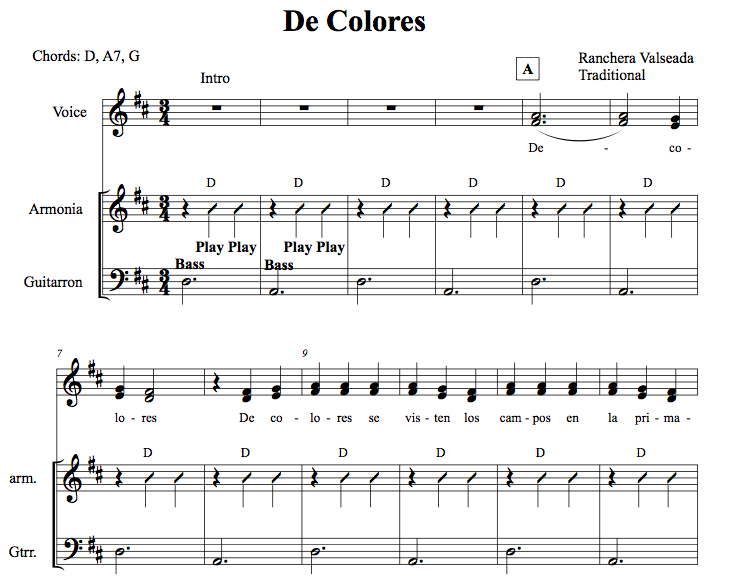 De Colores
Chords: D, A7, G
Ranchera Valseada
Traditional
Intro
A
Voice
De - co -
Armonia
D D D D D D
Play Play Play Play
Bass Bass
Guitarron
7 9
lo - res De co - lo - res se vis - ten los cam - pos en la pri - ma -
arm.
D D D D D D
Gtrr.